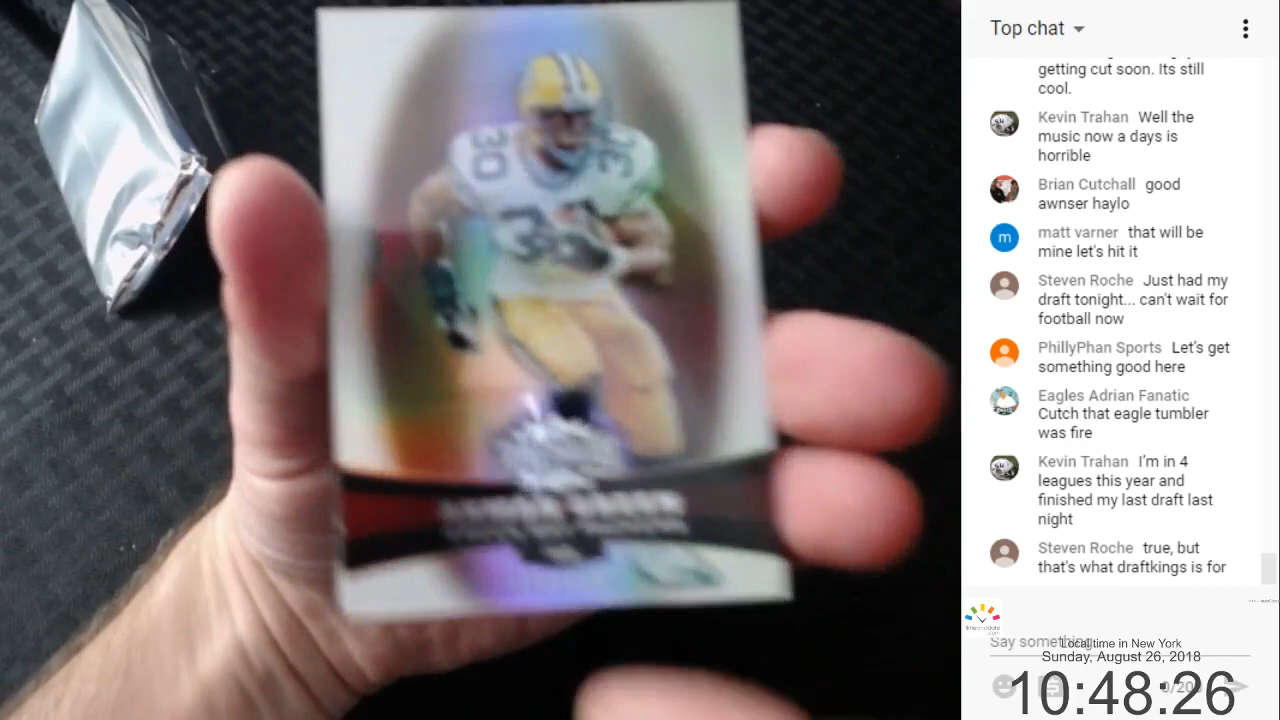 Top chat
getting cut soon. Its still
cool.
Kevin Trahan Well the
music now a days is
horrible
Brian Cutchall good
awnser haylo
m
matt varner that will be
mine let's hit it
Steven Roche Just had my
draft tonight... can't wait for
football now
PhillyPhan Sports Let's get
something good here
Eagles Adrian Fanatic
Cutch that eagle tumbler
was fire
Kevin Trahan I'm in 4
leagues this year and
finished my last draft last
night
Steven Roche true, but
that's what draftkings is for
Say something...
Local time in New York
Sunday, August 26, 2018
10:48:26
30